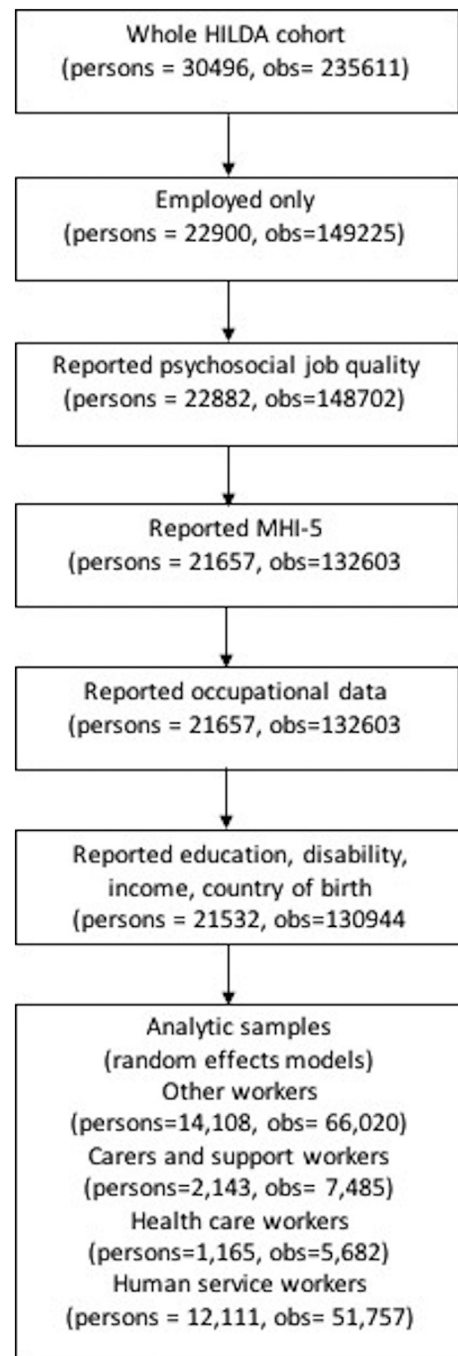 Whole HILDA cohort
(persons = 30496, obs= 235611)
Employed only
(persons = 22900, obs=149225)
Reported psychosocial job quality
(persons = 22882, obs=148702)
Reported MHI-5
(persons = 21657, obs=132603
Reported occupational data
(persons = 21657, obs=132603
Reported education, disability,
income, country of birth
(persons = 21532, obs=130944
Analytic samples
(random effects models)
Other workers
(persons=14,108, obs= 66,020)
Carers and support workers
(persons=2,143, obs= 7,485)
Health care workers
(persons=1,165, obs=5,682)
Human service workers
(persons = 12,111, obs= 51,757)